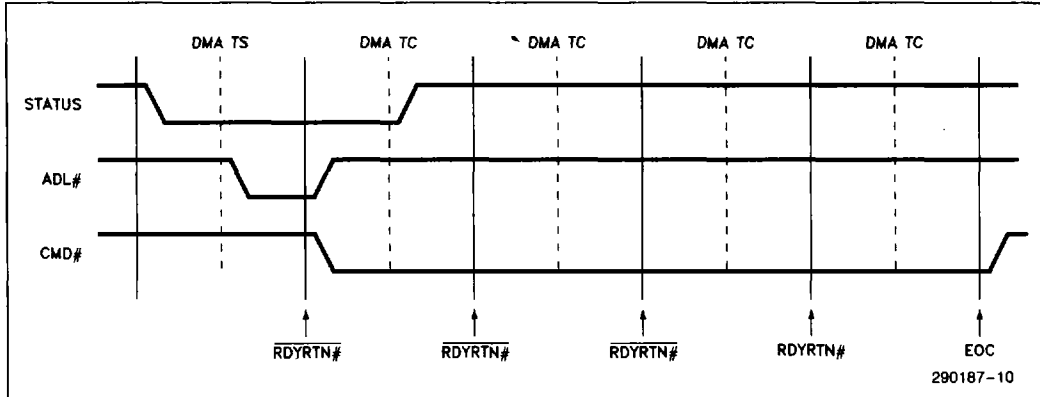 DMA TS DMA TC DMA TC DMA TC DMA TC
STATUS
ADL#
CMD#
RDYRTN# RDYRTN# RDYRTN# RDYRTN# EOC
290187-10